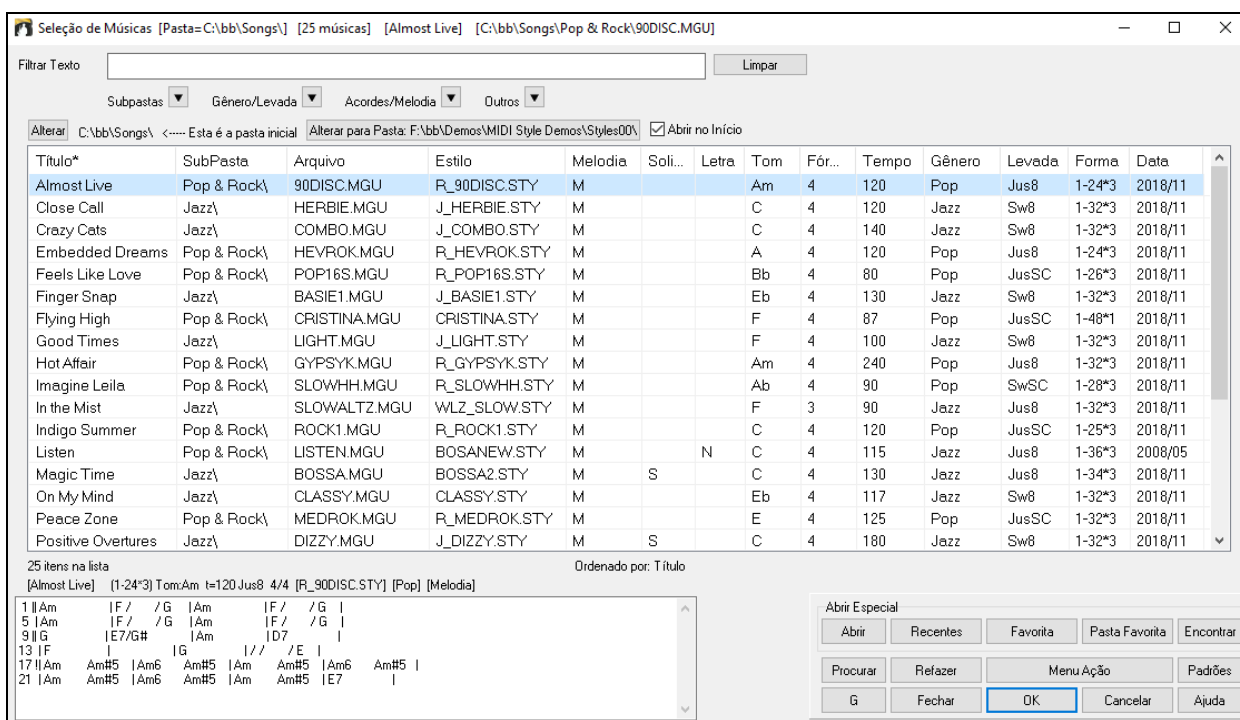 Seleção de Músicas [Pasta=C:\bb\Songs\] [25 músicas] [Almost Live] [C:\bb\Songs\Pop & Rock\90DISC.MGU]
Filtrar Texto Limpar
Subpastas Gênero/Levada Acordes/Melodia Outros
Alterar C:\bb\Songs\ <----- Esta é a pasta inicial Alterar para Pasta: F:\bb\Demos\MIDI Style Demos\Styles00\ Abrir no Início
Título* SubPasta Arquivo Estilo Melodia Soli... Letra Tom Fór... Tempo Gênero Levada Forma Data
Almost Live Pop & Rock\ 90DISC.MGU R_90DISC.STY M Am 4 120 Pop Jus8 1-24*3 2018/11
Close Call Jazz\ HERBIE.MGU J_HERBIE.STY M C 4 120 Jazz Sw8 1-32*3 2018/11
Crazy Cats Jazz\ COMBO.MGU J_COMBO.STY M C 4 140 Jazz Sw8 1-32*3 2018/11
Embedded Dreams Pop & Rock\ HEVROK.MGU R_HEVROK.STY M A 4 120 Pop Jus8 1-24*3 2018/11
Feels Like Love Pop & Rock\ POP16S.MGU R_POP16S.STY M Bb 4 80 Pop JusSC 1-26*3 2018/11
Finger Snap Jazz\ BASIE1.MGU J_BASIE1.STY M Eb 4 130 Jazz Sw8 1-32*3 2018/11
Flying High Pop & Rock\ CRISTINA.MGU CRISTINA.STY M F 4 87 Pop JusSC 1-48*1 2018/11
Good Times Jazz\ LIGHT.MGU J_LIGHT.STY M F 4 100 Jazz Sw8 1-32*3 2018/11
Hot Affair Pop & Rock\ GYPSYK.MGU R_GYPSYK.STY M Am 4 240 Pop Jus8 1-32*3 2018/11
Imagine Leila Pop & Rock\ SLOWHH.MGU R_SLOWHH.STY M Ab 4 90 Pop SwSC 1-28*3 2018/11
In the Mist Jazz\ SLOWALTZ.MGU WLZ_SLOW.STY M F 3 90 Jazz Jus8 1-32*3 2018/11
Indigo Summer Pop & Rock\ ROCK1.MGU R_ROCK1.STY M C 4 120 Pop JusSC 1-25*3 2018/11
Listen Pop & Rock\ LISTEN.MGU BOSANEW.STY M N C 4 115 Jazz Jus8 1-36*3 2008/05
Magic Time Jazz\ BOSSA.MGU BOSSA2.STY M S C 4 130 Jazz Jus8 1-34*3 2018/11
On My Mind Jazz\ CLASSY.MGU CLASSY.STY M Eb 4 117 Jazz Sw8 1-32*3 2018/11
Peace Zone Pop & Rock\ MEDROK.MGU R_MEDROK.STY M E 4 125 Pop JusSC 1-32*3 2018/11
Positive Overtures Jazz\ DIZZY.MGU J_DIZZY.STY M S C 4 180 Jazz Sw8 1-32*3 2018/11
25 itens na lista Ordenado por: Título
[Almost Live] (1-24*3) Tom:Am t=120 Jus8 4/4 [R_90DISC.STY] [Pop] [Melodia]
1 ||Am |F / / G |Am |F / / G |
5 |Am |F / / G |Am |F / / G |
9 ||G |E7/G# |Am |D7 |
13 |F | |G |/ / / E |
17 !|Am Am#5 |Am6 Am#5 |Am Am#5 |Am6 Am#5 |
21 |Am Am#5 |Am6 Am#5 |Am Am#5 |E7 |
Abrir Especial
Abrir Recentes Favorita Pasta Favorita Encontrar
Procurar Refazer Menu Ação Padrões
G Fechar OK Cancelar Ajuda